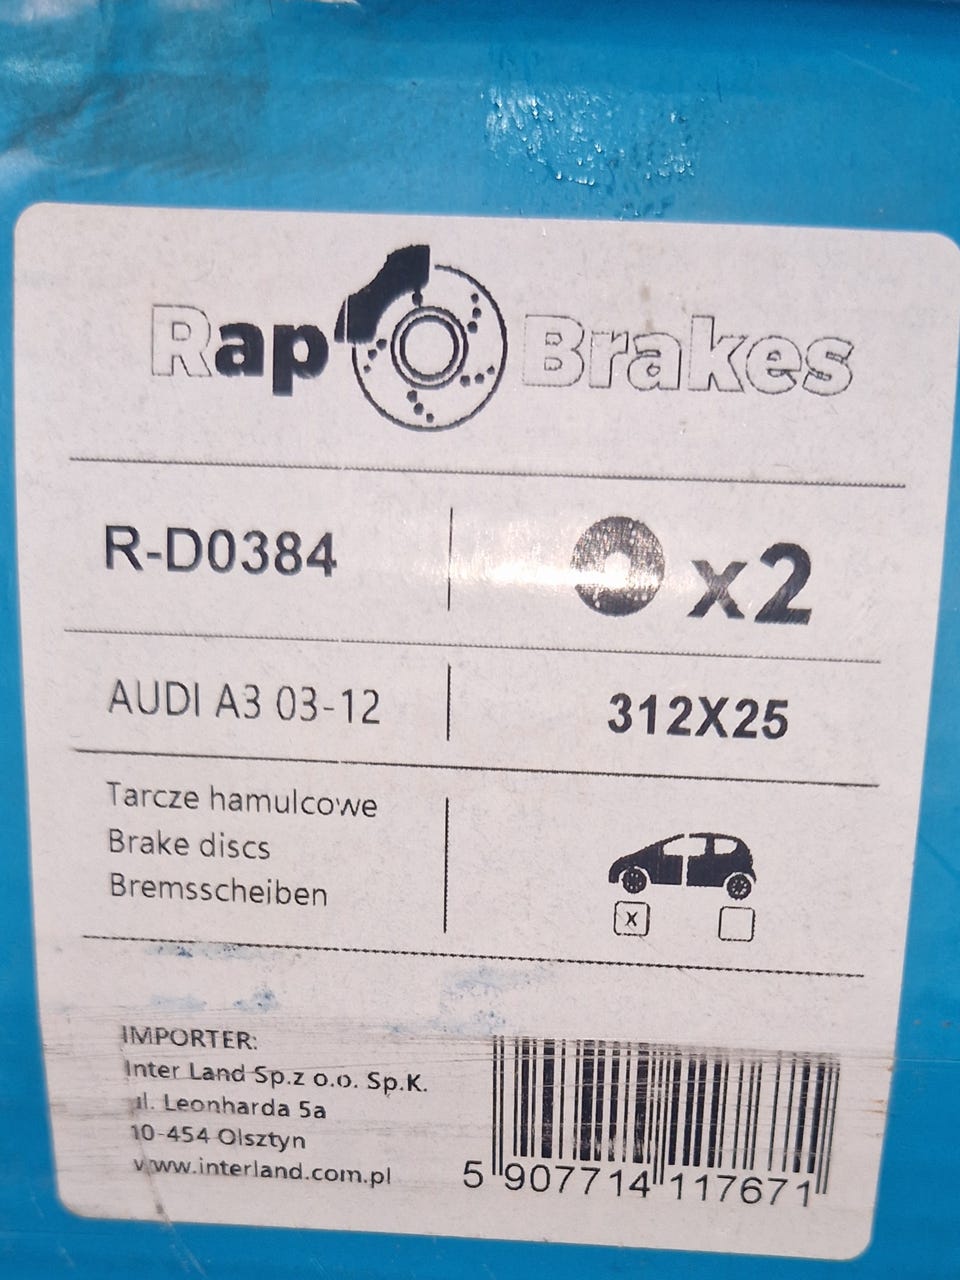 Rap Brakes
R-D0384
x2
AUDI A3 03-12
312X25
Tarcze hamulcowe
Brake discs
Bremsscheiben
x
IMPORTER:
Inter Land Sp.z o.o. Sp.K.
ul. Leonharda 5a
10-454 Olsztyn
www.interland.com.pl
5 907714 117671